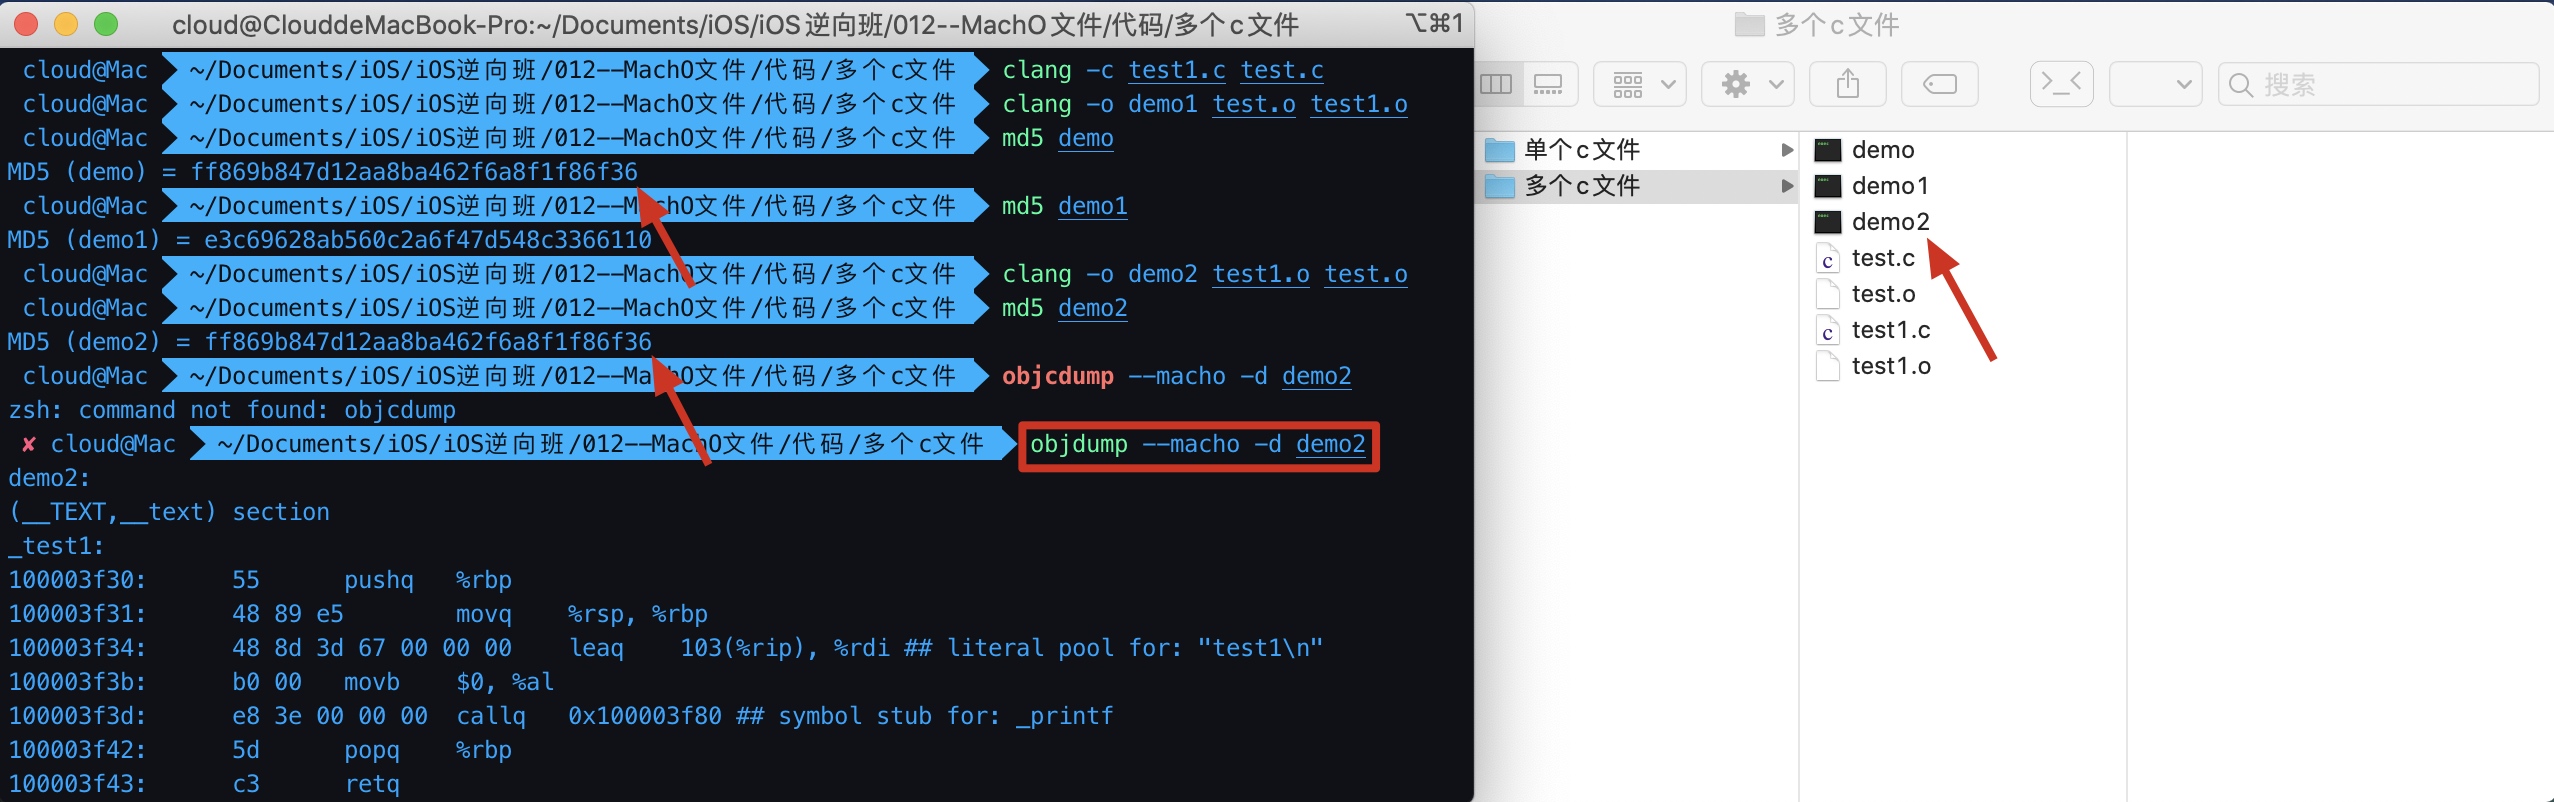 cloud@ClouddeMacBook-Pro:~/Documents/iOS/iOS逆向班/012--MachO文件/代码/多个c文件 ⌥⌘1
cloud@Mac ~/Documents/iOS/iOS逆向班/012--MachO文件/代码/多个c文件 clang -c test1.c test.c
cloud@Mac ~/Documents/iOS/iOS逆向班/012--MachO文件/代码/多个c文件 clang -o demo1 test.o test1.o
cloud@Mac ~/Documents/iOS/iOS逆向班/012--MachO文件/代码/多个c文件 md5 demo
MD5 (demo) = ff869b847d12aa8ba462f6a8f1f86f36
cloud@Mac ~/Documents/iOS/iOS逆向班/012--MachO文件/代码/多个c文件 md5 demo1
MD5 (demo1) = e3c69628ab560c2a6f47d548c3366110
cloud@Mac ~/Documents/iOS/iOS逆向班/012--MachO文件/代码/多个c文件 clang -o demo2 test1.o test.o
cloud@Mac ~/Documents/iOS/iOS逆向班/012--MachO文件/代码/多个c文件 md5 demo2
MD5 (demo2) = ff869b847d12aa8ba462f6a8f1f86f36
cloud@Mac ~/Documents/iOS/iOS逆向班/012--MachO文件/代码/多个c文件 objcdump --macho -d demo2
zsh: command not found: objcdump
✘ cloud@Mac ~/Documents/iOS/iOS逆向班/012--MachO文件/代码/多个c文件 objdump --macho -d demo2
demo2:
(__TEXT,__text) section
_test1:
100003f30: 55 pushq %rbp
100003f31: 48 89 e5 movq %rsp, %rbp
100003f34: 48 8d 3d 67 00 00 00 leaq 103(%rip), %rdi ## literal pool for: "test1\n"
100003f3b: b0 00 movb $0, %al
100003f3d: e8 3e 00 00 00 callq 0x100003f80 ## symbol stub for: _printf
100003f42: 5d popq %rbp
100003f43: c3 retq
多个c文件
搜索
单个c文件
多个c文件
demo
demo1
demo2
test.c
test.o
test1.c
test1.o